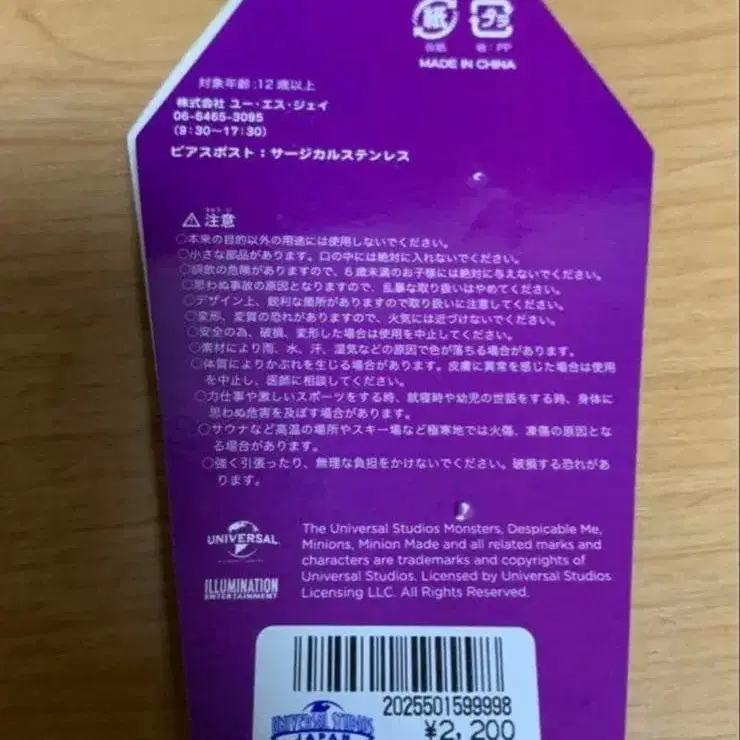 紙 プラ
台紙 袋:PP
MADE IN CHINA
対象年齢:12歳以上
株式会社 ユー・エス・ジェイ
06-6465-3095
(9:30〜17:30)
ピアスポスト:サージカルステンレス
⚠注意
○本来の目的以外の用途には使用しないでください。
○小さな部品があります。口の中には絶対に入れないでください。
○誤飲の危険がありますので、6歳未満のお子様には絶対に与えないでください。
○思わぬ事故の原因となりますので、乱暴な取り扱いはやめてください。
○デザイン上、鋭利な箇所がありますので取り扱いに注意してください。
○変形、変質の恐れがありますので、火気には近づけないでください。
○安全の為、破損、変形した場合は使用を中止してください。
○素材により雨、水、汗、湿気などの原因で色が落ちる場合があります。
○体質によりかぶれを生じる場合があります。皮膚に異常を感じた場合は使用
を中止し、医師に相談してください。
○力仕事や激しいスポーツをする時、就寝時や幼児の世話をする時、身体に
思わぬ危害を及ぼす場合があります。
○サウナなど高温の場所やスキー場など極寒地では火傷、凍傷の原因とな
る場合があります。
○強く引張ったり、無理な負担をかけないでください。破損する恐れがあ
ります。
UNIVERSAL
ILLUMINATION
ENTERTAINMENT
The Universal Studios Monsters, Despicable Me,
Minions, Minion Made and all related marks and
characters are trademarks and copyrights of
Universal Studios. Licensed by Universal Studios
Licensing LLC. All Rights Reserved.
2025501599998
UNIVERSAL STUDIOS
JAPAN
¥2,200